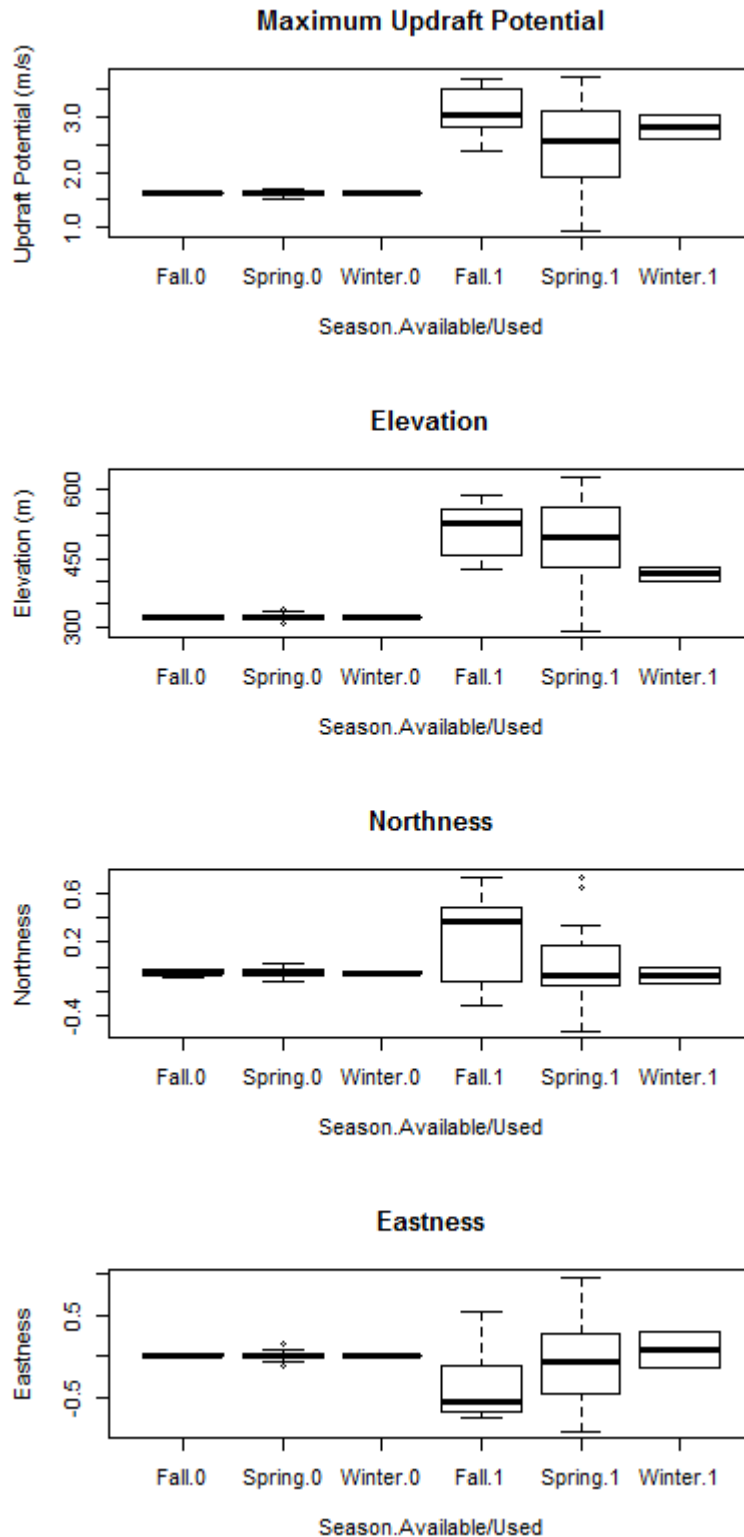 Maximum Updraft Potential
Updraft Potential (m/s)
3.0
2.0
1.0
Fall.0 Spring.0 Winter.0 Fall.1 Spring.1 Winter.1
Season.Available/Used
Elevation
Elevation (m)
600
450
300
Fall.0 Spring.0 Winter.0 Fall.1 Spring.1 Winter.1
Season.Available/Used
Northness
Northness
0.6
0.2
-0.4
Fall.0 Spring.0 Winter.0 Fall.1 Spring.1 Winter.1
Season.Available/Used
Eastness
Eastness
0.5
-0.5
Fall.0 Spring.0 Winter.0 Fall.1 Spring.1 Winter.1
Season.Available/Used